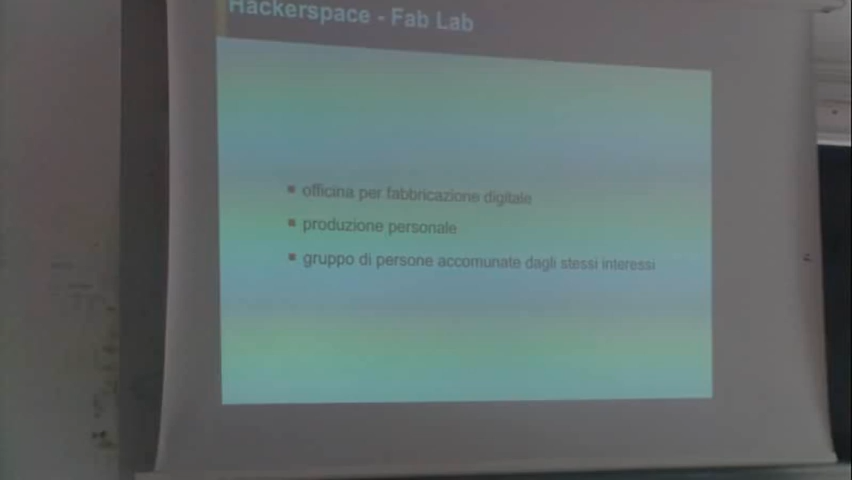 Hackerspace - Fab Lab
officina per fabbricazione digitale
produzione personale
gruppo di persone accomunate dagli stessi interessi